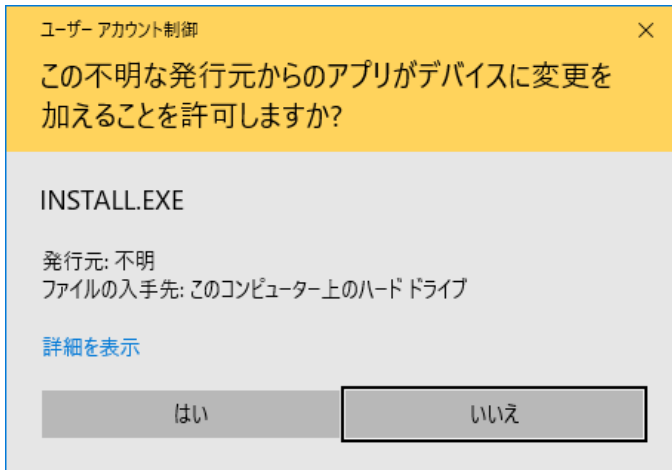 ユーザー アカウント制御
この不明な発行元からのアプリがデバイスに変更を
加えることを許可しますか?
INSTALL.EXE
発行元: 不明
ファイルの入手先: このコンピューター上のハード ドライブ
詳細を表示
はい
いいえ